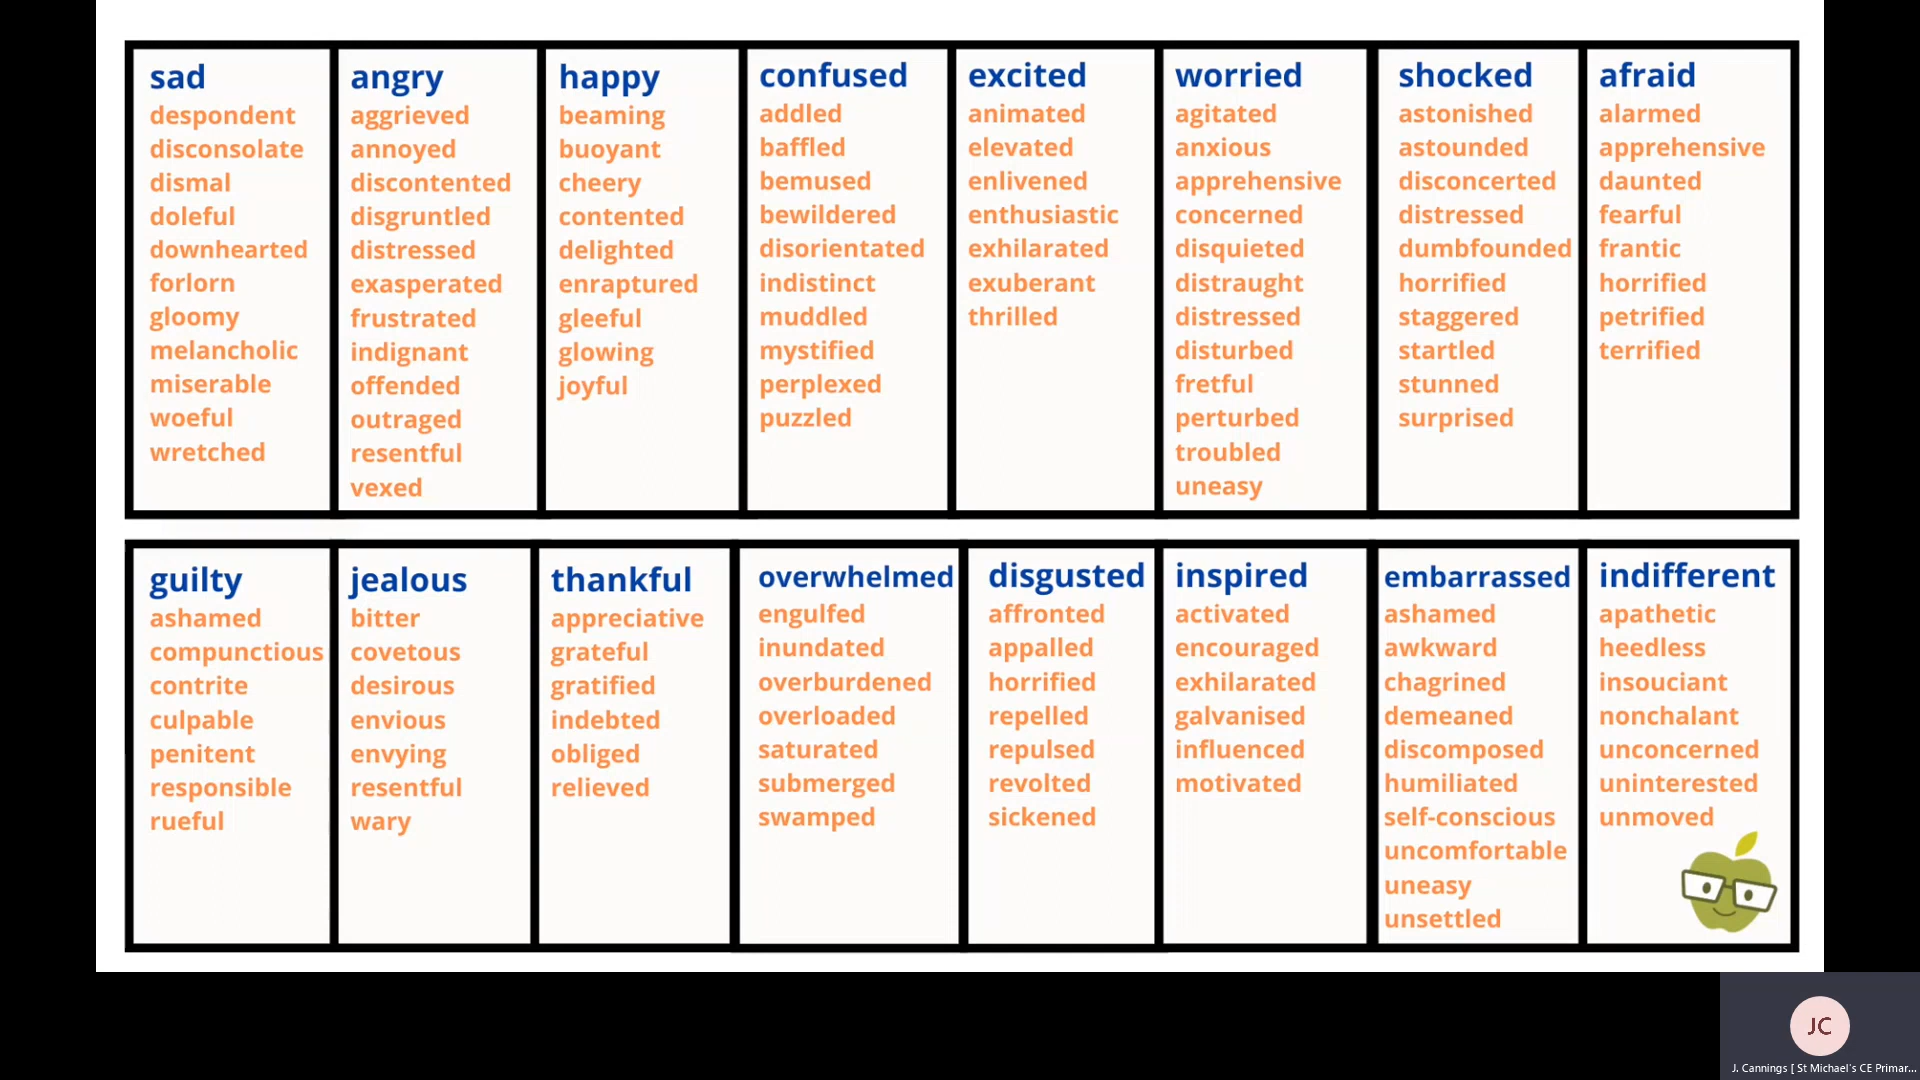 sad
despondent
disconsolate
dismal
doleful
downhearted
forlorn
gloomy
melancholic
miserable
woeful
wretched
angry
aggrieved
annoyed
discontented
disgruntled
distressed
exasperated
frustrated
indignant
offended
outraged
resentful
vexed
happy
beaming
buoyant
cheery
contented
delighted
enraptured
gleeful
glowing
joyful
confused
addled
baffled
bemused
bewildered
disorientated
indistinct
muddled
mystified
perplexed
puzzled
excited
animated
elevated
enlivened
enthusiastic
exhilarated
exuberant
thrilled
worried
agitated
anxious
apprehensive
concerned
disquieted
distraught
distressed
disturbed
fretful
perturbed
troubled
uneasy
shocked
astonished
astounded
disconcerted
distressed
dumbfounded
horrified
staggered
startled
stunned
surprised
afraid
alarmed
apprehensive
daunted
fearful
frantic
horrified
petrified
terrified
guilty
ashamed
compunctious
contrite
culpable
penitent
responsible
rueful
jealous
bitter
covetous
desirous
envious
envying
resentful
wary
thankful
appreciative
grateful
gratified
indebted
obliged
relieved
overwhelmed
engulfed
inundated
overburdened
overloaded
saturated
submerged
swamped
disgusted
affronted
appalled
horrified
repelled
repulsed
revolted
sickened
inspired
activated
encouraged
exhilarated
galvanised
influenced
motivated
embarrassed
ashamed
awkward
chagrined
demeaned
discomposed
humiliated
self-conscious
uncomfortable
uneasy
unsettled
indifferent
apathetic
heedless
insouciant
nonchalant
unconcerned
uninterested
unmoved
JC
J. Cannings [ St Michael's CE Primar...